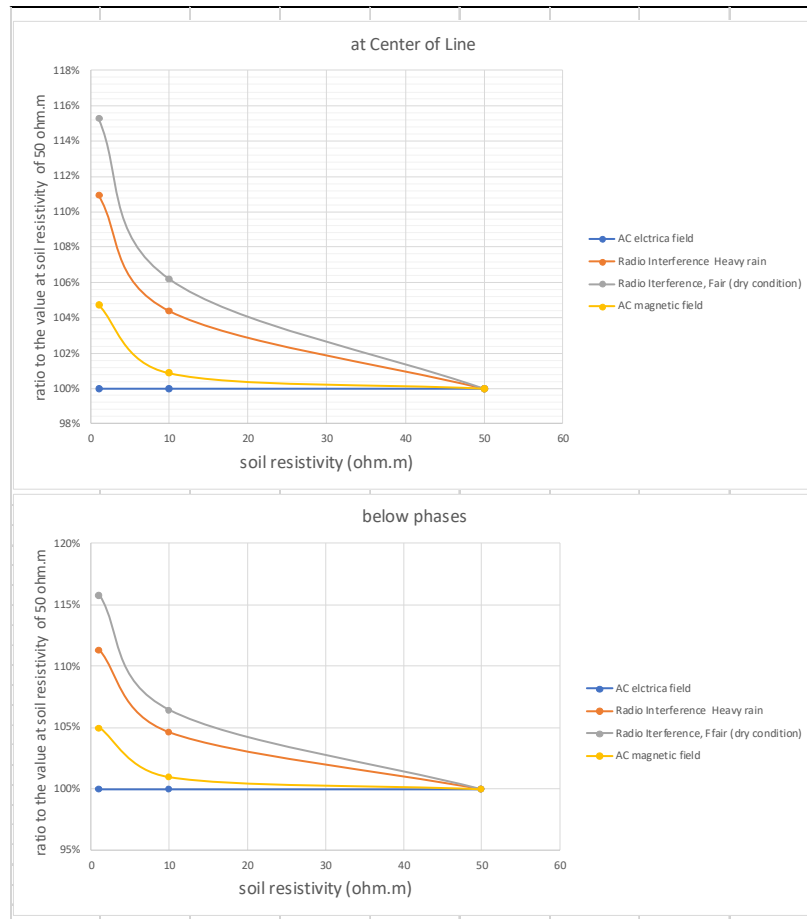 at Center of Line
118%
116%
114%
112%
110%
108%
106%
104%
102%
100%
98%
ratio to the value at soil resistivity of 50 ohm.m
0 10 20 30 40 50 60
soil resistivity (ohm.m)
AC elctrica field
Radio Interference Heavy rain
Radio Iterference, Fair (dry condition)
AC magnetic field
below phases
120%
115%
110%
105%
100%
95%
ratio to the value at soil resistivity of 50 ohm.m
0 10 20 30 40 50 60
soil resistivity (ohm.m)
AC elctrica field
Radio Interference Heavy rain
Radio Iterference, Ffair (dry condition)
AC magnetic field